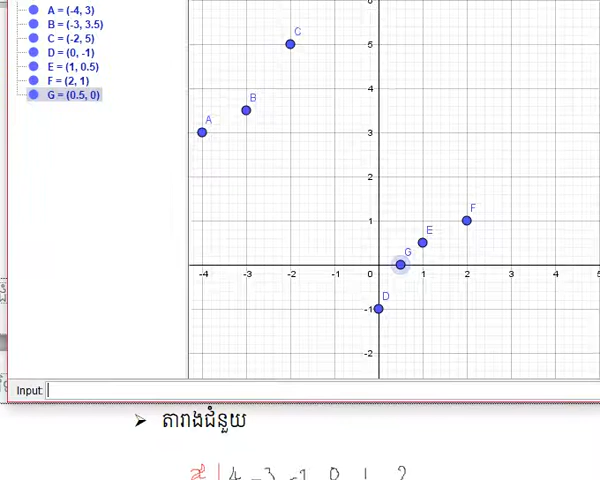 A = (-4, 3)
B = (-3, 3.5)
C = (-2, 5)
D = (0, -1)
E = (1, 0.5)
F = (2, 1)
G = (0.5, 0)
C
5
4
B
A
3
2
F
1
E
G
-4 -3 -2 -1 0 1 2 3 4
D
-1
-2
Input:
តារាងជំនួយ